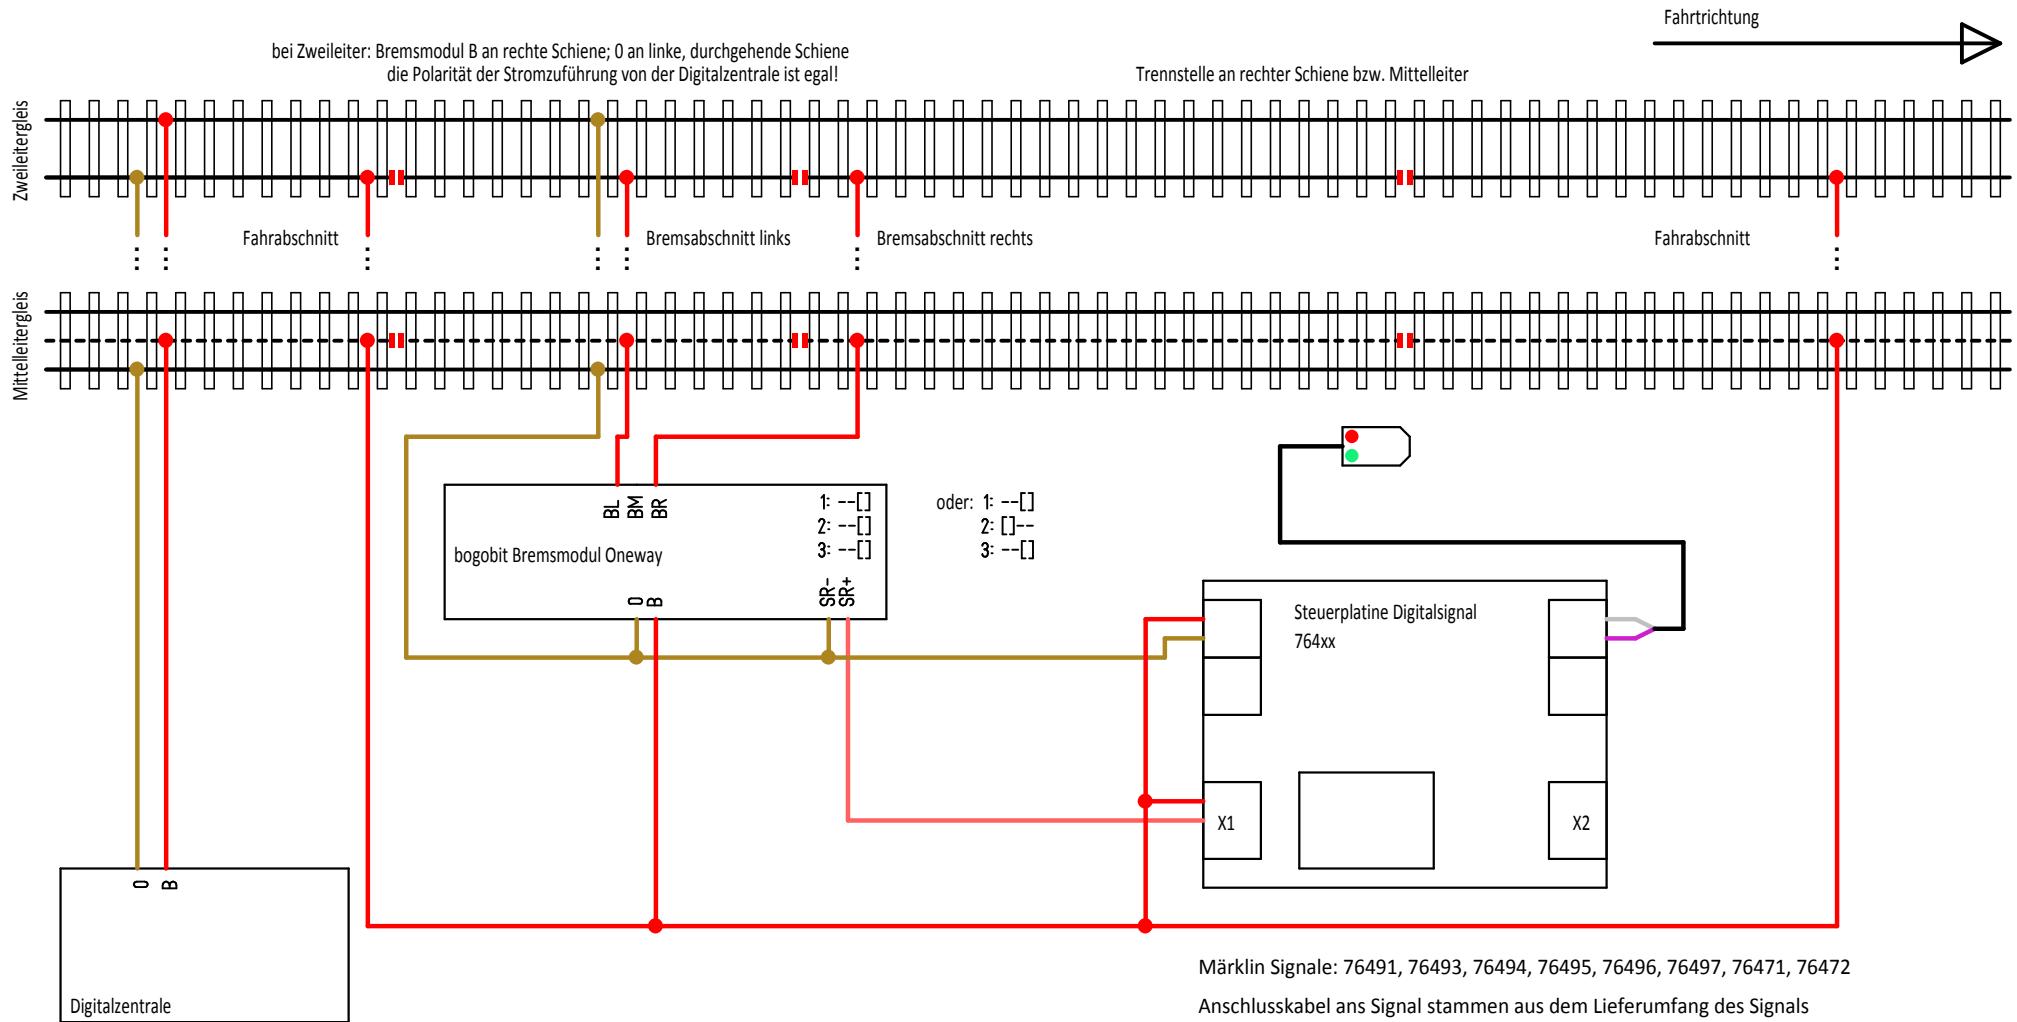 Fahrtrichtung
bei Zweileiter: Bremsmodul B an rechte Schiene; 0 an linke, durchgehende Schiene
die Polarität der Stromzuführung von der Digitalzentrale ist egal!
Trennstelle an rechter Schiene bzw. Mittelleiter
Zweileitergleis
Fahrabschnitt
Bremsabschnitt links
Bremsabschnitt rechts
Fahrabschnitt
Mittelleitergleis
BL
BM
BR
1: --[]
2: --[]
3: --[]
oder: 1: --[]
2: []--
3: --[]
bogobit Bremsmodul Oneway
0
B
SR-
SR+
Steuerplatine Digitalsignal
764xx
X1
X2
0
B
Digitalzentrale
Märklin Signale: 76491, 76493, 76494, 76495, 76496, 76497, 76471, 76472
Anschlusskabel ans Signal stammen aus dem Lieferumfang des Signals